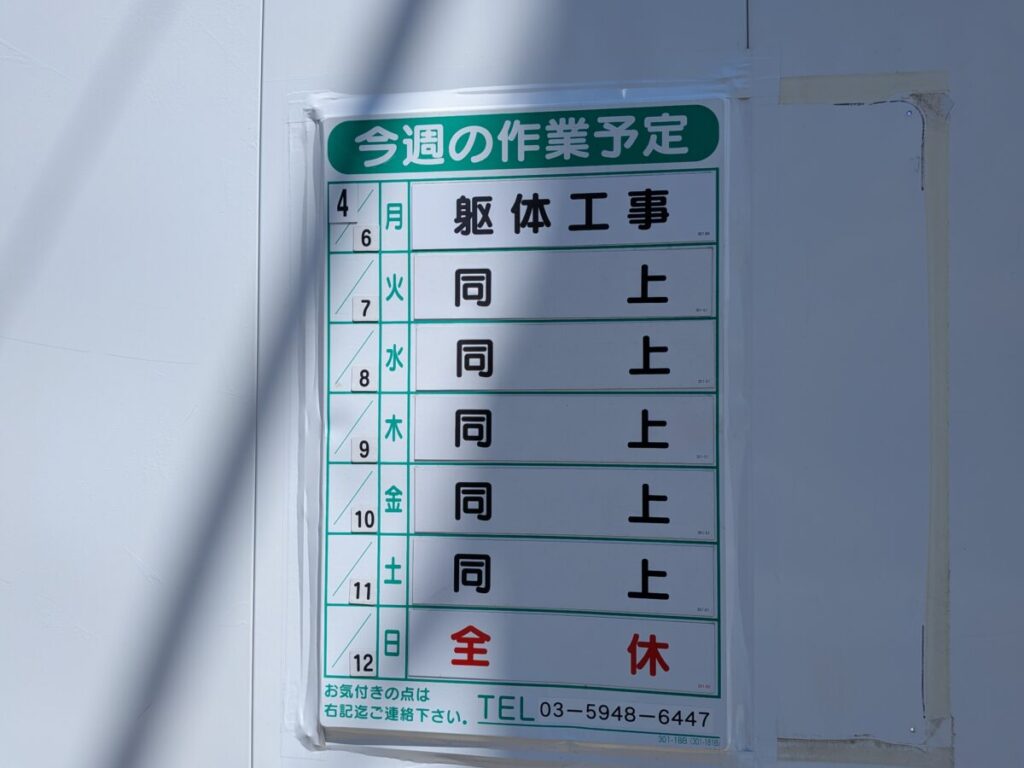 今週の作業予定
4/6 月 躯体工事
/7 火 同上
/8 水 同上
/9 木 同上
/10 金 同上
/11 土 同上
/12 日 全休
お気付きの点は
右記迄ご連絡下さい。 TEL 03-5948-6447